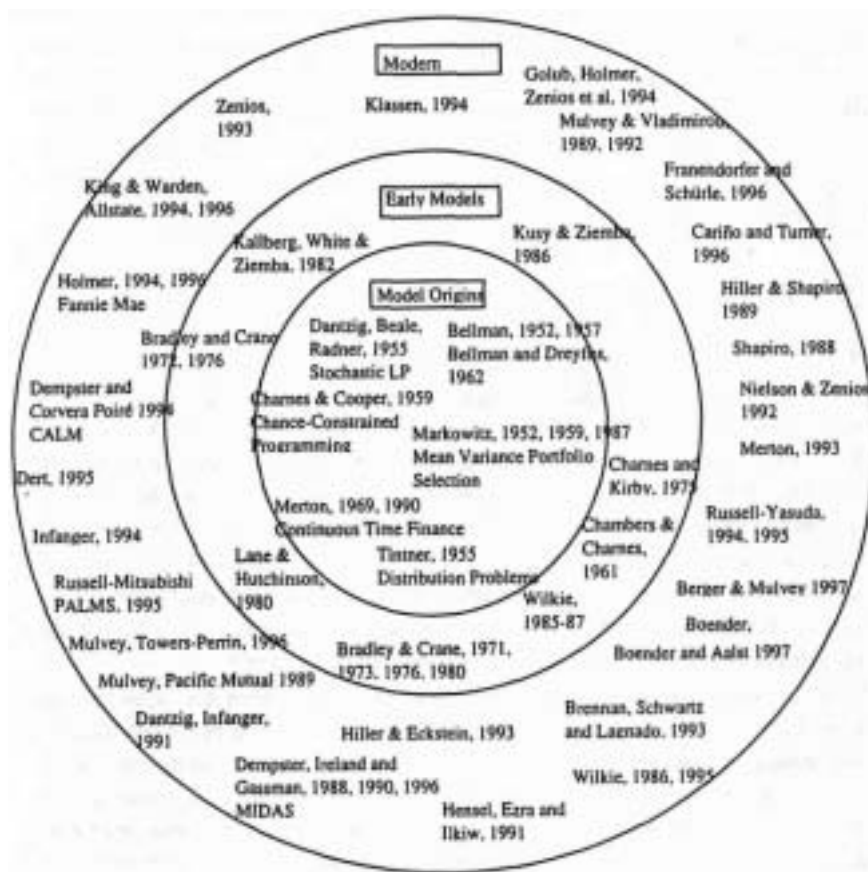 Modern
Golub, Holmer,
Zenios et al, 1994
Zenios,
1993
Klassen, 1994
Mulvey & Vladimirou,
1989, 1992
Franendorfer and
Schürle, 1996
King & Warden,
Allstate, 1994, 1996
Early Models
Kallberg, White &
Ziemba, 1982
Kusy & Ziemba,
1986
Cariño and Turner,
1996
Holmer, 1994, 1996
Fannie Mae
Hiller & Shapiro
1989
Model Origins
Dantzig, Beale,
Radner, 1955
Stochastic LP
Bellman, 1952, 1957
Bellman and Dreyfus,
1962
Bradley and Crane
1972, 1976
Shapiro, 1988
Dempster and
Corvera Poiré 1994
CALM
Charnes & Cooper, 1959
Chance-Constrained
Programming
Nielson & Zenios
1992
Markowitz, 1952, 1959, 1987
Mean Variance Portfolio
Selection
Merton, 1993
Charnes and
Kirby, 1975
Dert, 1995
Merton, 1969, 1990
Continuous Time Finance
Russell-Yasuda,
1994, 1995
Infanger, 1994
Chambers &
Charnes,
1961
Lane &
Hutchinson,
1980
Tintner, 1955
Distribution Problems
Russell-Mitsubishi
PALMS, 1995
Berger & Mulvey 1997
Wilkie,
1985-87
Boender,
Boender and Aalst 1997
Mulvey, Towers-Perrin, 1996
Bradley & Crane, 1971,
1973, 1976, 1980
Mulvey, Pacific Mutual 1989
Dantzig, Infanger,
1991
Hiller & Eckstein, 1993
Brennan, Schwartz
and Lagnado, 1993
Dempster, Ireland and
Gassman, 1988, 1990, 1996
MIDAS
Wilkie, 1986, 1995
Hensel, Ezra and
Ilkiw, 1991